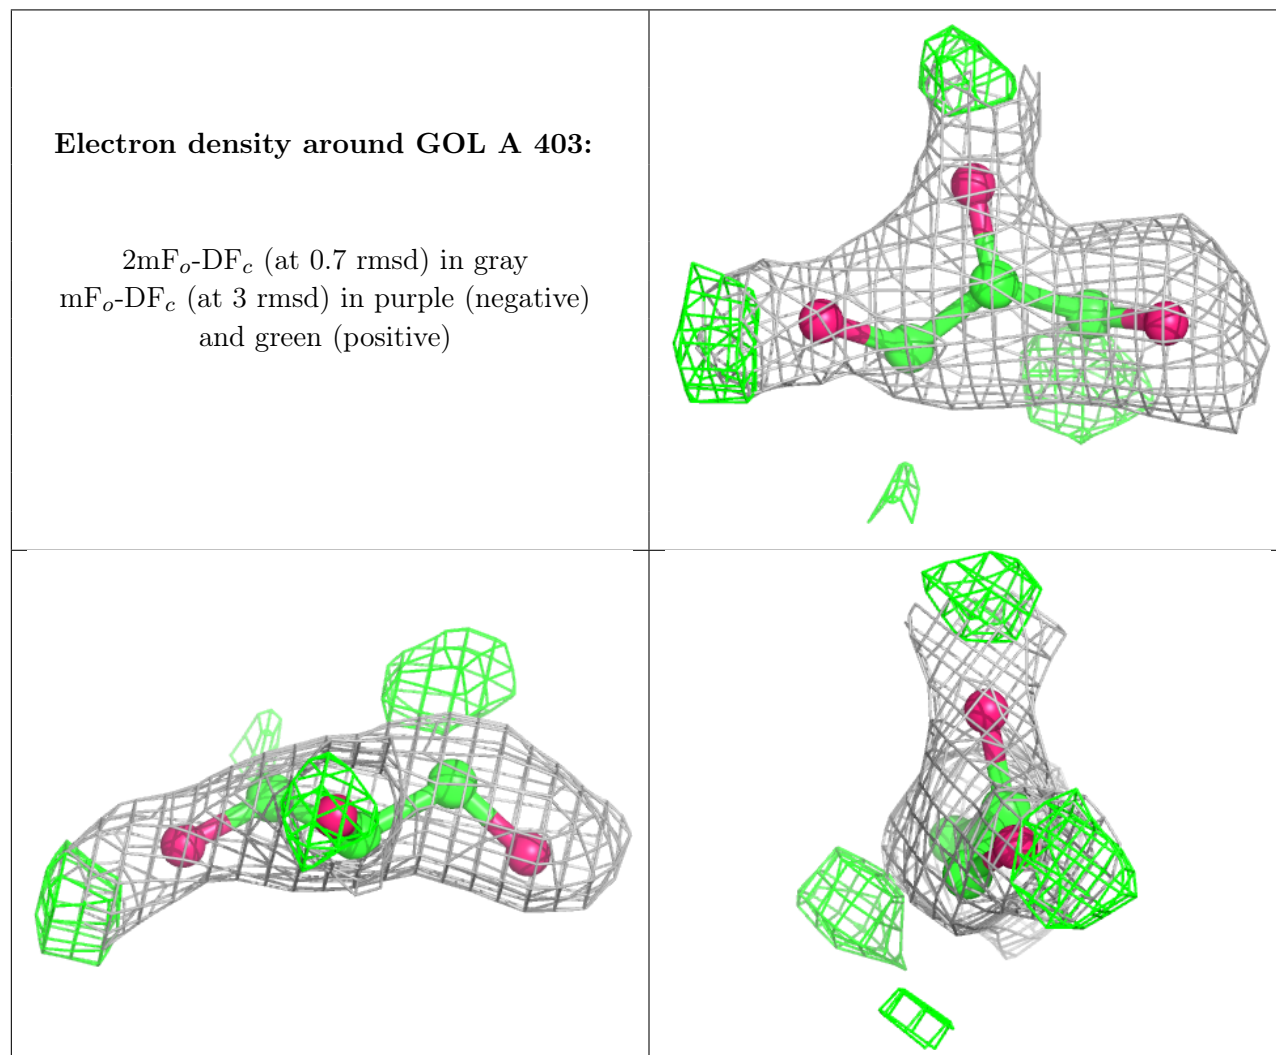 Electron density around GOL A 403:
2mFₒ-DF𝒸 (at 0.7 rmsd) in gray
mFₒ-DF𝒸 (at 3 rmsd) in purple (negative)
and green (positive)